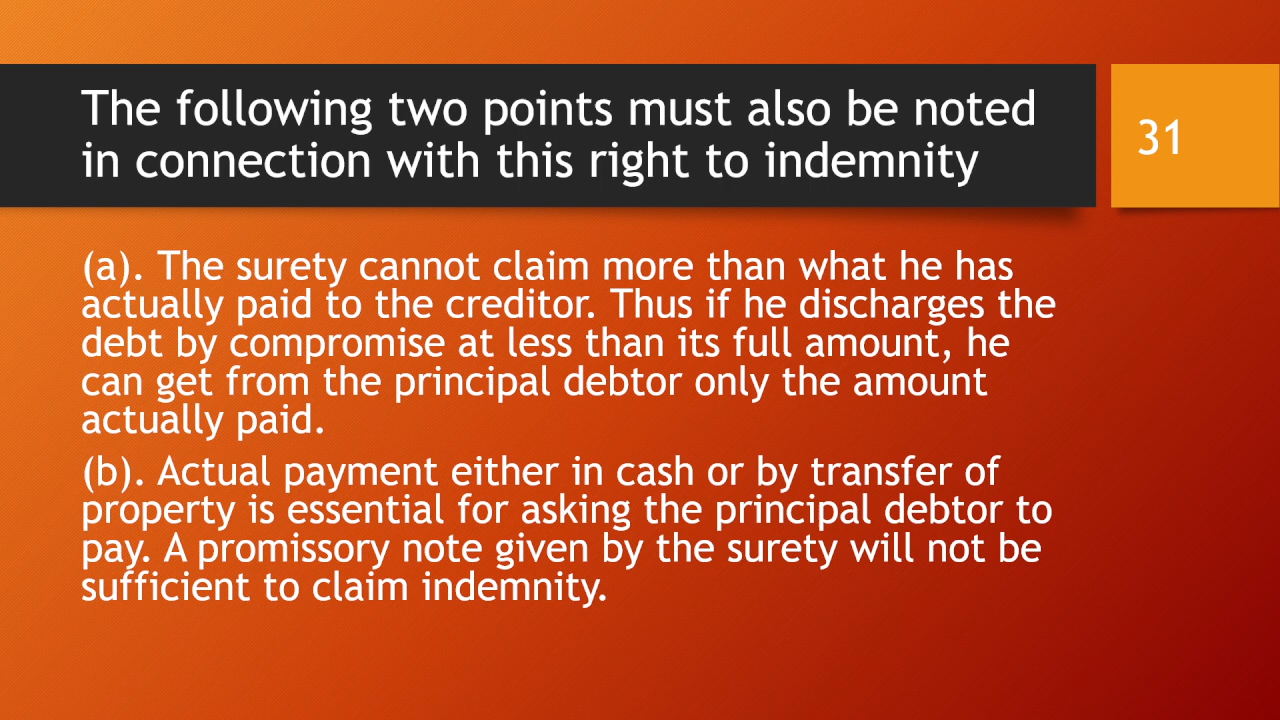 The following two points must also be noted
in connection with this right to indemnity
31
(a). The surety cannot claim more than what he has
actually paid to the creditor. Thus if he discharges the
debt by compromise at less than its full amount, he
can get from the principal debtor only the amount
actually paid.
(b). Actual payment either in cash or by transfer of
property is essential for asking the principal debtor to
pay. A promissory note given by the surety will not be
sufficient to claim indemnity.